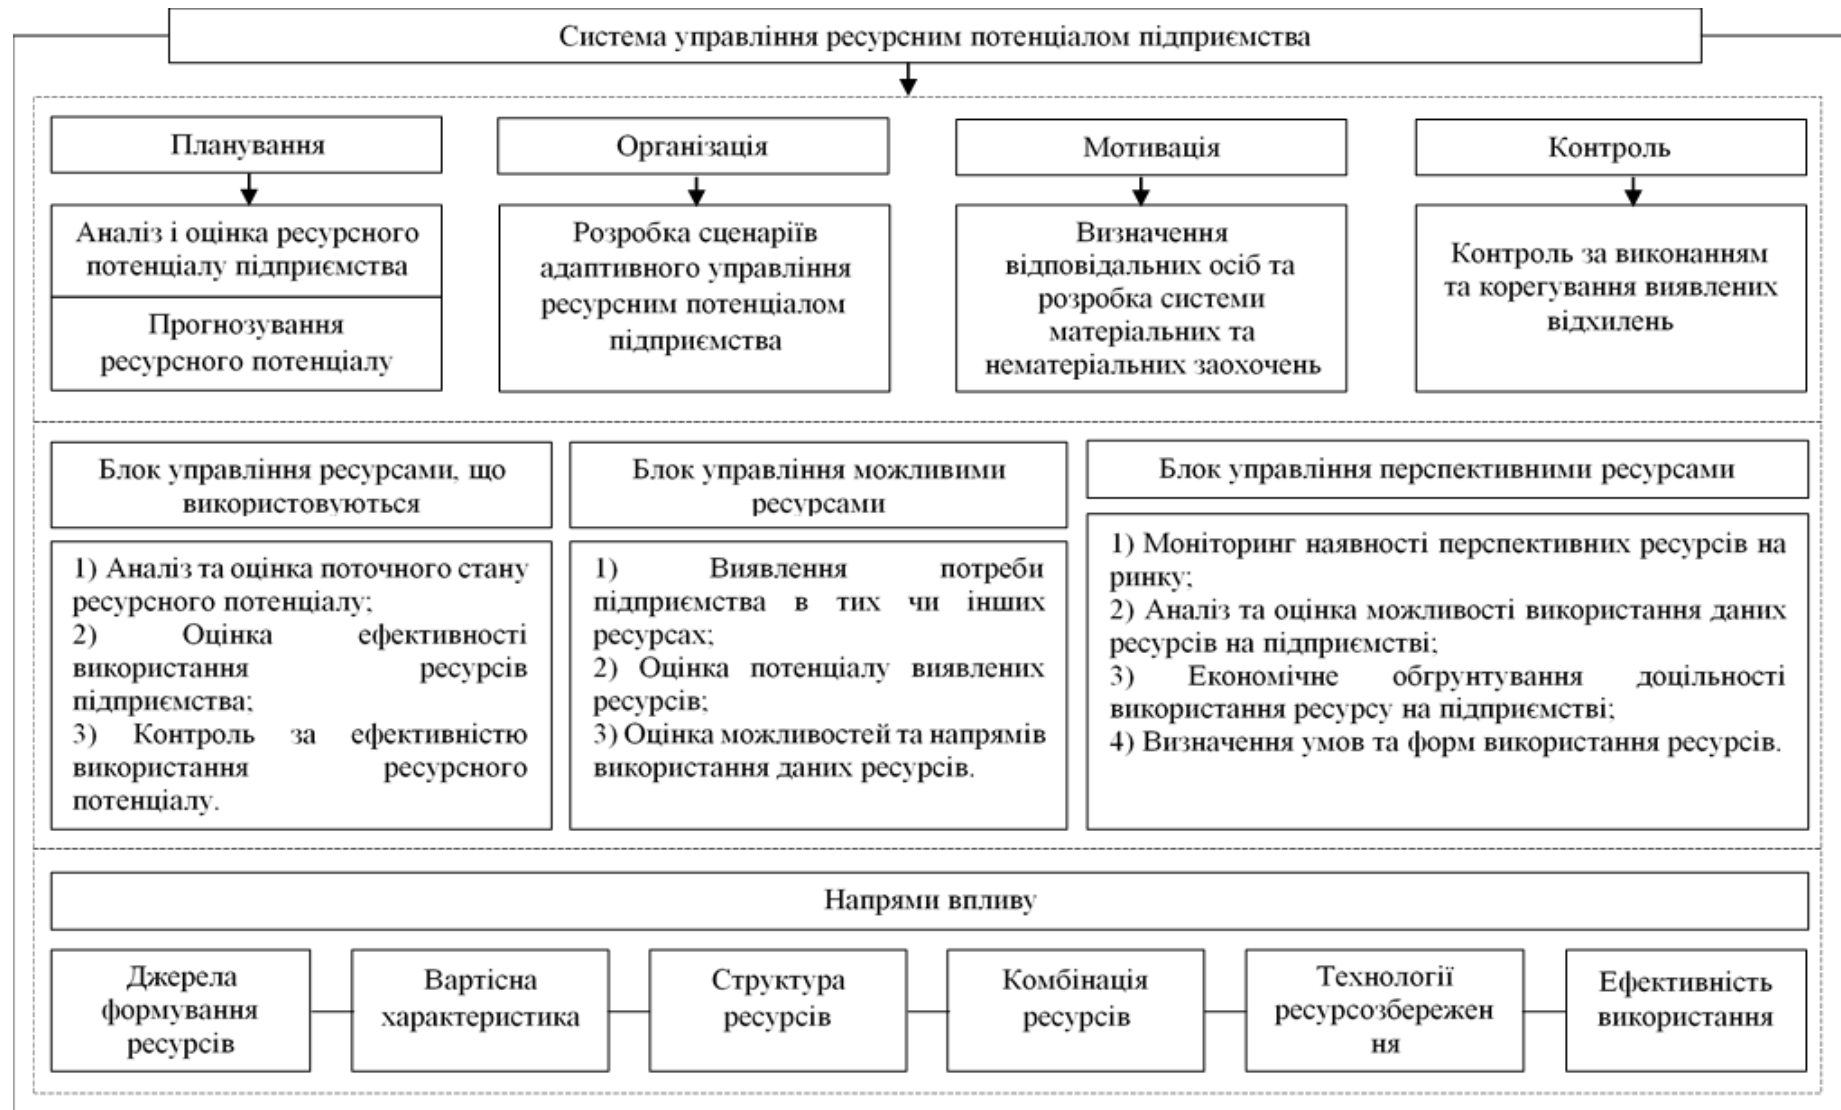 Система управління ресурсним потенціалом підприємства
Планування
Організація
Мотивація
Контроль
Аналіз і оцінка ресурсного
потенціалу підприємства
Прогнозування
ресурсного потенціалу
Розробка сценаріїв
адаптивного управління
ресурсним потенціалом
підприємства
Визначення
відповідальних осіб та
розробка системи
матеріальних та
нематеріальних заохочень
Контроль за виконанням
та корегування виявлених
відхилень
Блок управління ресурсами, що
використовуються
Блок управління можливими
ресурсами
Блок управління перспективними ресурсами
1) Аналіз та оцінка поточного стану
ресурсного потенціалу;
2) Оцінка ефективності
використання ресурсів
підприємства;
3) Контроль за ефективністю
використання ресурсного
потенціалу.
1) Виявлення потреби
підприємства в тих чи інших
ресурсах;
2) Оцінка потенціалу виявлених
ресурсів;
3) Оцінка можливостей та напрямів
використання даних ресурсів.
1) Моніторинг наявності перспективних ресурсів на
ринку;
2) Аналіз та оцінка можливості використання даних
ресурсів на підприємстві;
3) Економічне обгрунтування доцільності
використання ресурсу на підприємстві;
4) Визначення умов та форм використання ресурсів.
Напрями впливу
Джерела
формування
ресурсів
Вартісна
характеристика
Структура
ресурсів
Комбінація
ресурсів
Технології
ресурсозбережен
ня
Ефективність
використання